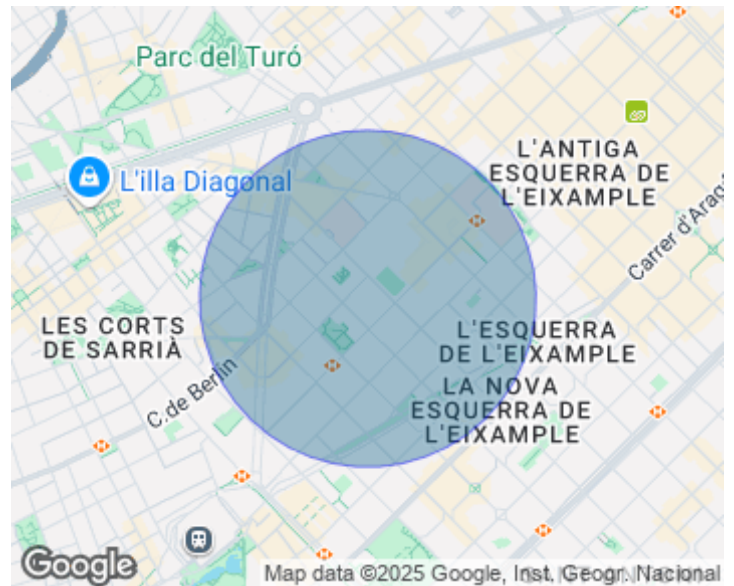 Parc del Turó
L'ANTIGA
ESQUERRA DE
L'EIXAMPLE
L'illa Diagonal
Carrer d'Aragó
LES CORTS
DE SARRIÀ
L'ESQUERRA
DE L'EIXAMPLE
C. de Berlín
LA NOVA
ESQUERRA DE
L'EIXAMPLE
Google
Map data ©2025 Google, Inst. Geogr. Nacional